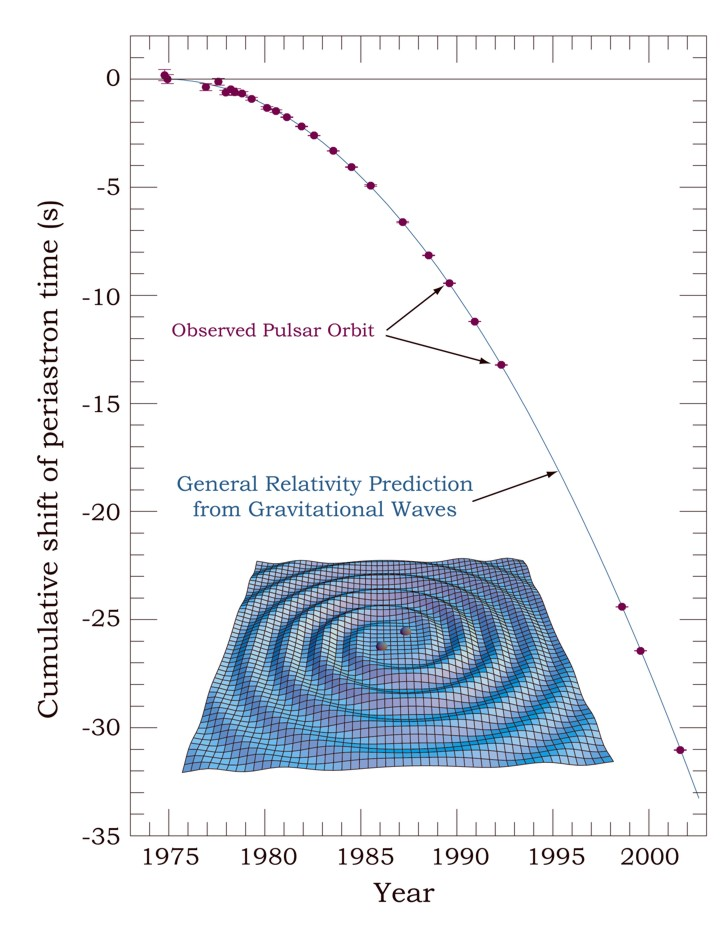 0
-5
-10
-15
-20
-25
-30
-35
Cumulative shift of periastron time (s)
Observed Pulsar Orbit
General Relativity Prediction
from Gravitational Waves
1975 1980 1985 1990 1995 2000
Year